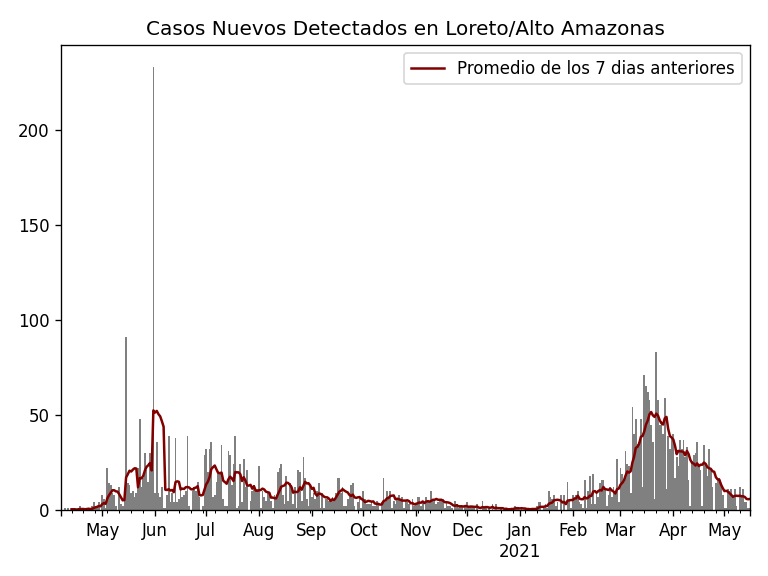 Casos Nuevos Detectados en Loreto/Alto Amazonas
Promedio de los 7 dias anteriores
200
150
100
50
0
May Jun Jul Aug Sep Oct Nov Dec Jan Feb Mar Apr May
2021